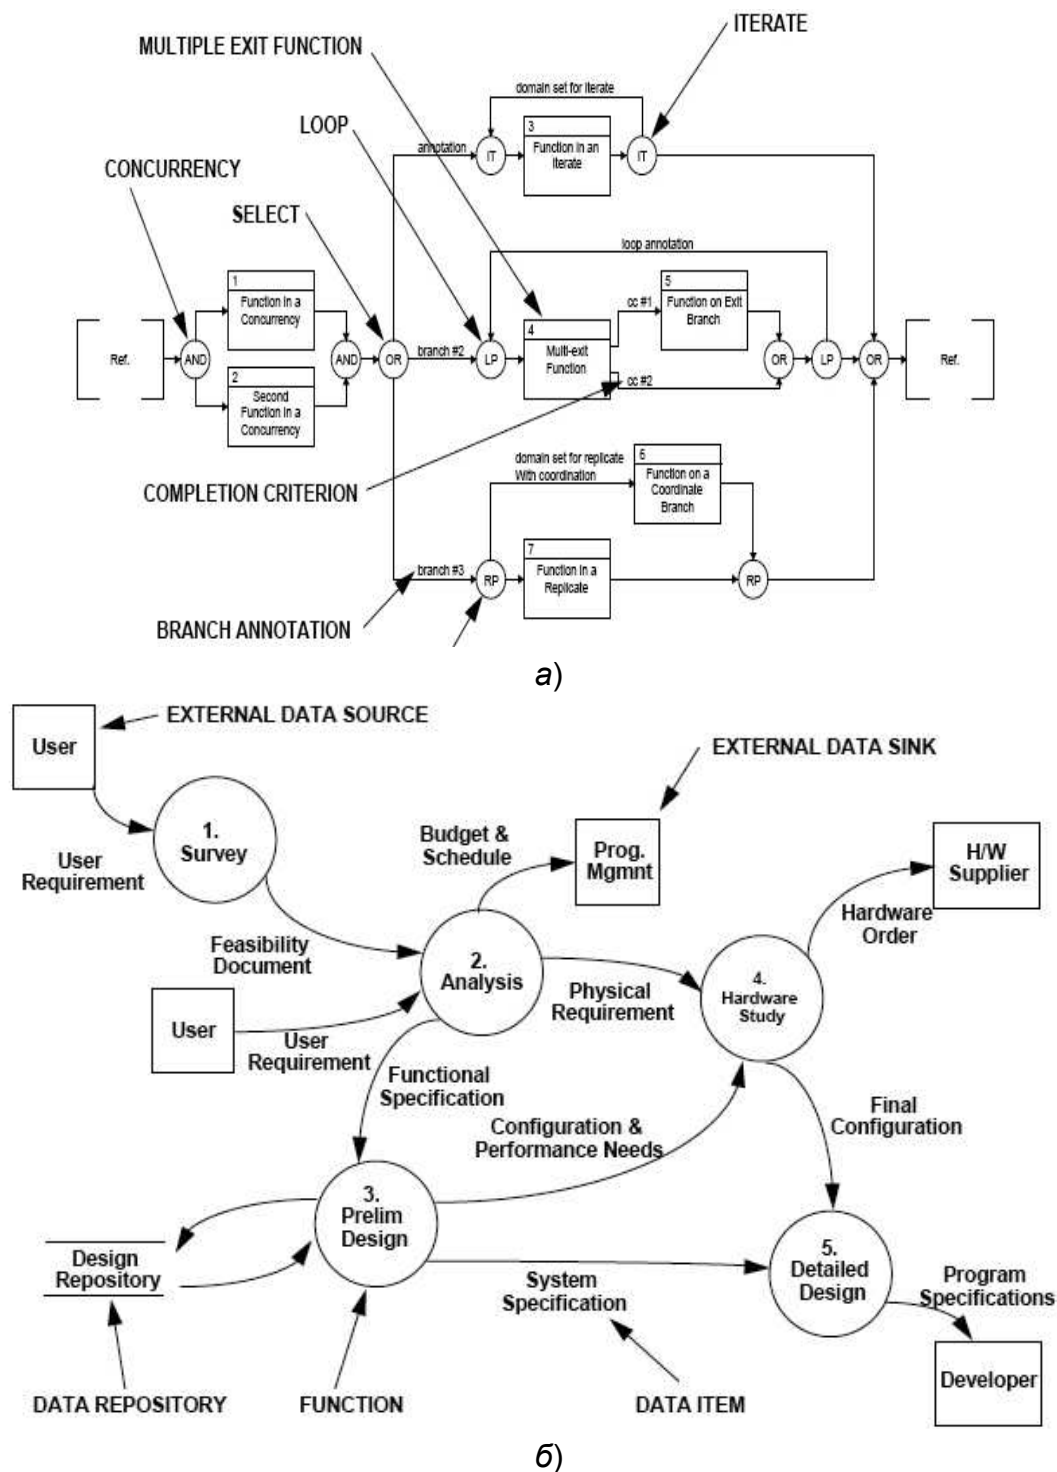 ITERATE
MULTIPLE EXIT FUNCTION
domain set for iterate
LOOP
3
annotation
IT
Function in an
Iterate
IT
CONCURRENCY
SELECT
loop annotation
1
Function in a
Concurrency
5
cc #1
Function on Exit
Branch
4
Ref.
AND
AND
OR
branch #2
LP
Multi-exit
Function
OR
LP
OR
Ref.
2
Second
Function in a
Concurrency
cc #2
6
domain set for replicate
With coordination
Function on a
Coordinate
Branch
COMPLETION CRITERION
7
branch #3
RP
Function in a
Replicate
RP
BRANCH ANNOTATION
а)
EXTERNAL DATA SOURCE
User
EXTERNAL DATA SINK
1.
Survey
Budget &
Schedule
Prog.
Mgmnt
H/W
Supplier
User
Requirement
Hardware
Order
Feasibility
Document
2.
Analysis
4.
Hardware
Study
Physical
Requirement
User
User
Requirement
Functional
Specification
Configuration &
Performance Needs
Final
Configuration
3.
Prelim
Design
Design
Repository
5.
Detailed
Design
System
Specification
Program
Specifications
Developer
DATA REPOSITORY
FUNCTION
DATA ITEM
б)